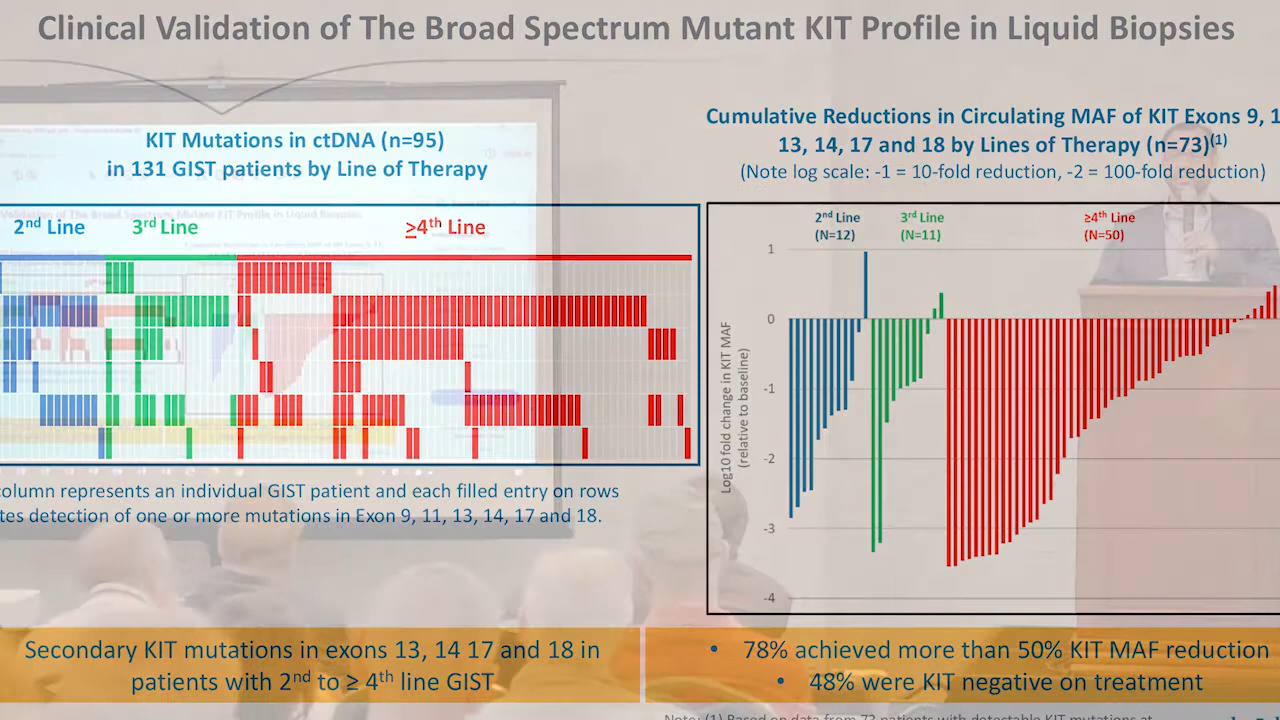 Clinical Validation of The Broad Spectrum Mutant KIT Profile in Liquid Biopsies
KIT Mutations in ctDNA (n=95)
in 131 GIST patients by Line of Therapy
2nd Line
3rd Line
≥4th Line
column represents an individual GIST patient and each filled entry on rows
tes detection of one or more mutations in Exon 9, 11, 13, 14, 17 and 18.
Secondary KIT mutations in exons 13, 14 17 and 18 in
patients with 2nd to ≥ 4th line GIST
Cumulative Reductions in Circulating MAF of KIT Exons 9, 1
13, 14, 17 and 18 by Lines of Therapy (n=73)(1)
(Note log scale: -1 = 10-fold reduction, -2 = 100-fold reduction)
2nd Line
(N=12)
3rd Line
(N=11)
≥4th Line
(N=50)
1
0
-1
-2
-3
-4
Log10 fold change in KIT MAF
(relative to baseline)
• 78% achieved more than 50% KIT MAF reduction
• 48% were KIT negative on treatment
Note: (1) Based on data from 73 patients with detectable KIT mutations at